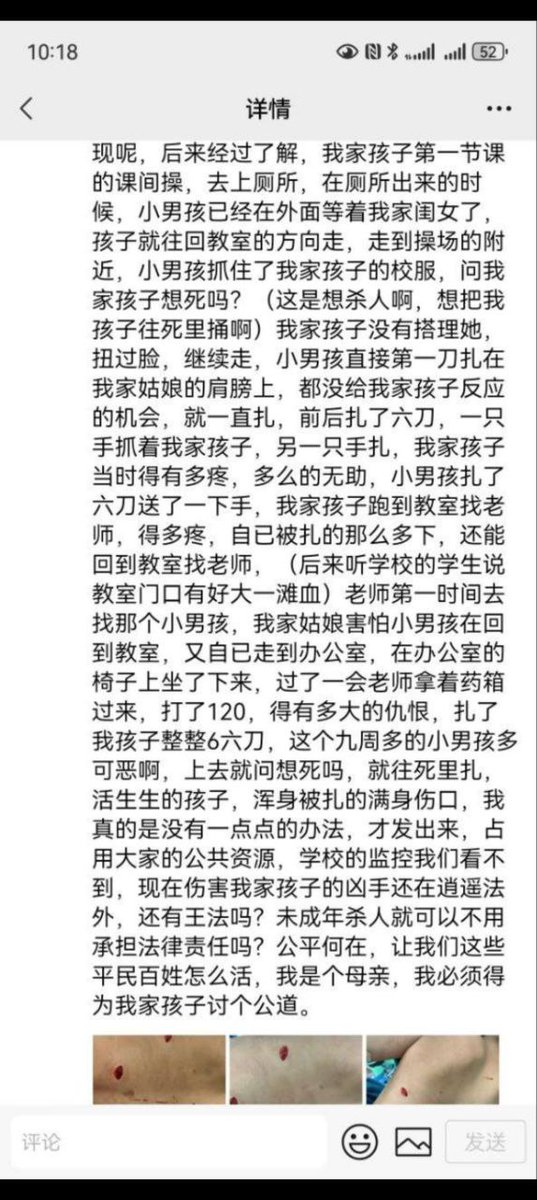 10:18
52
详情
现呢，后来经过了解，我家孩子第一节课
的课间操，去上厕所，在厕所出来的时
候，小男孩已经在外面等着我家闺女了，
孩子就往回教室的方向走，走到操场的附
近，小男孩抓住了我家孩子的校服，问我
家孩子想死吗？（这是想杀人啊，想把我
孩子往死里捅啊）我家孩子没有搭理她，
扭过脸，继续走，小男孩直接第一刀扎在
我家姑娘的肩膀上，都没给我家孩子反应
的机会，就一直扎，前后扎了六刀，一只
手抓着我家孩子，另一只手扎，我家孩子
当时得有多疼，多么的无助，小男孩扎了
六刀送了一下手，我家孩子跑到教室找老
师，得多疼，自已被扎的那么多下，还能
回到教室找老师，（后来听学校的学生说
教室门口有好大一滩血）老师第一时间去
找那个小男孩，我家姑娘害怕小男孩在回
到教室，又自已走到办公室，在办公室的
椅子上坐了下来，过了一会老师拿着药箱
过来，打了120，得有多大的仇恨，扎了
我孩子整整6六刀，这个九周多的小男孩多
可恶啊，上去就问想死吗，就往死里扎，
活生生的孩子，浑身被扎的满身伤口，我
真的是没有一点点的办法，才发出来，占
用大家的公共资源，学校的监控我们看不
到，现在伤害我家孩子的凶手还在逍遥法
外，还有王法吗？未成年杀人就可以不用
承担法律责任吗？公平何在，让我们这些
平民百姓怎么活，我是个母亲，我必须得
为我家孩子讨个公道。
评论
发送